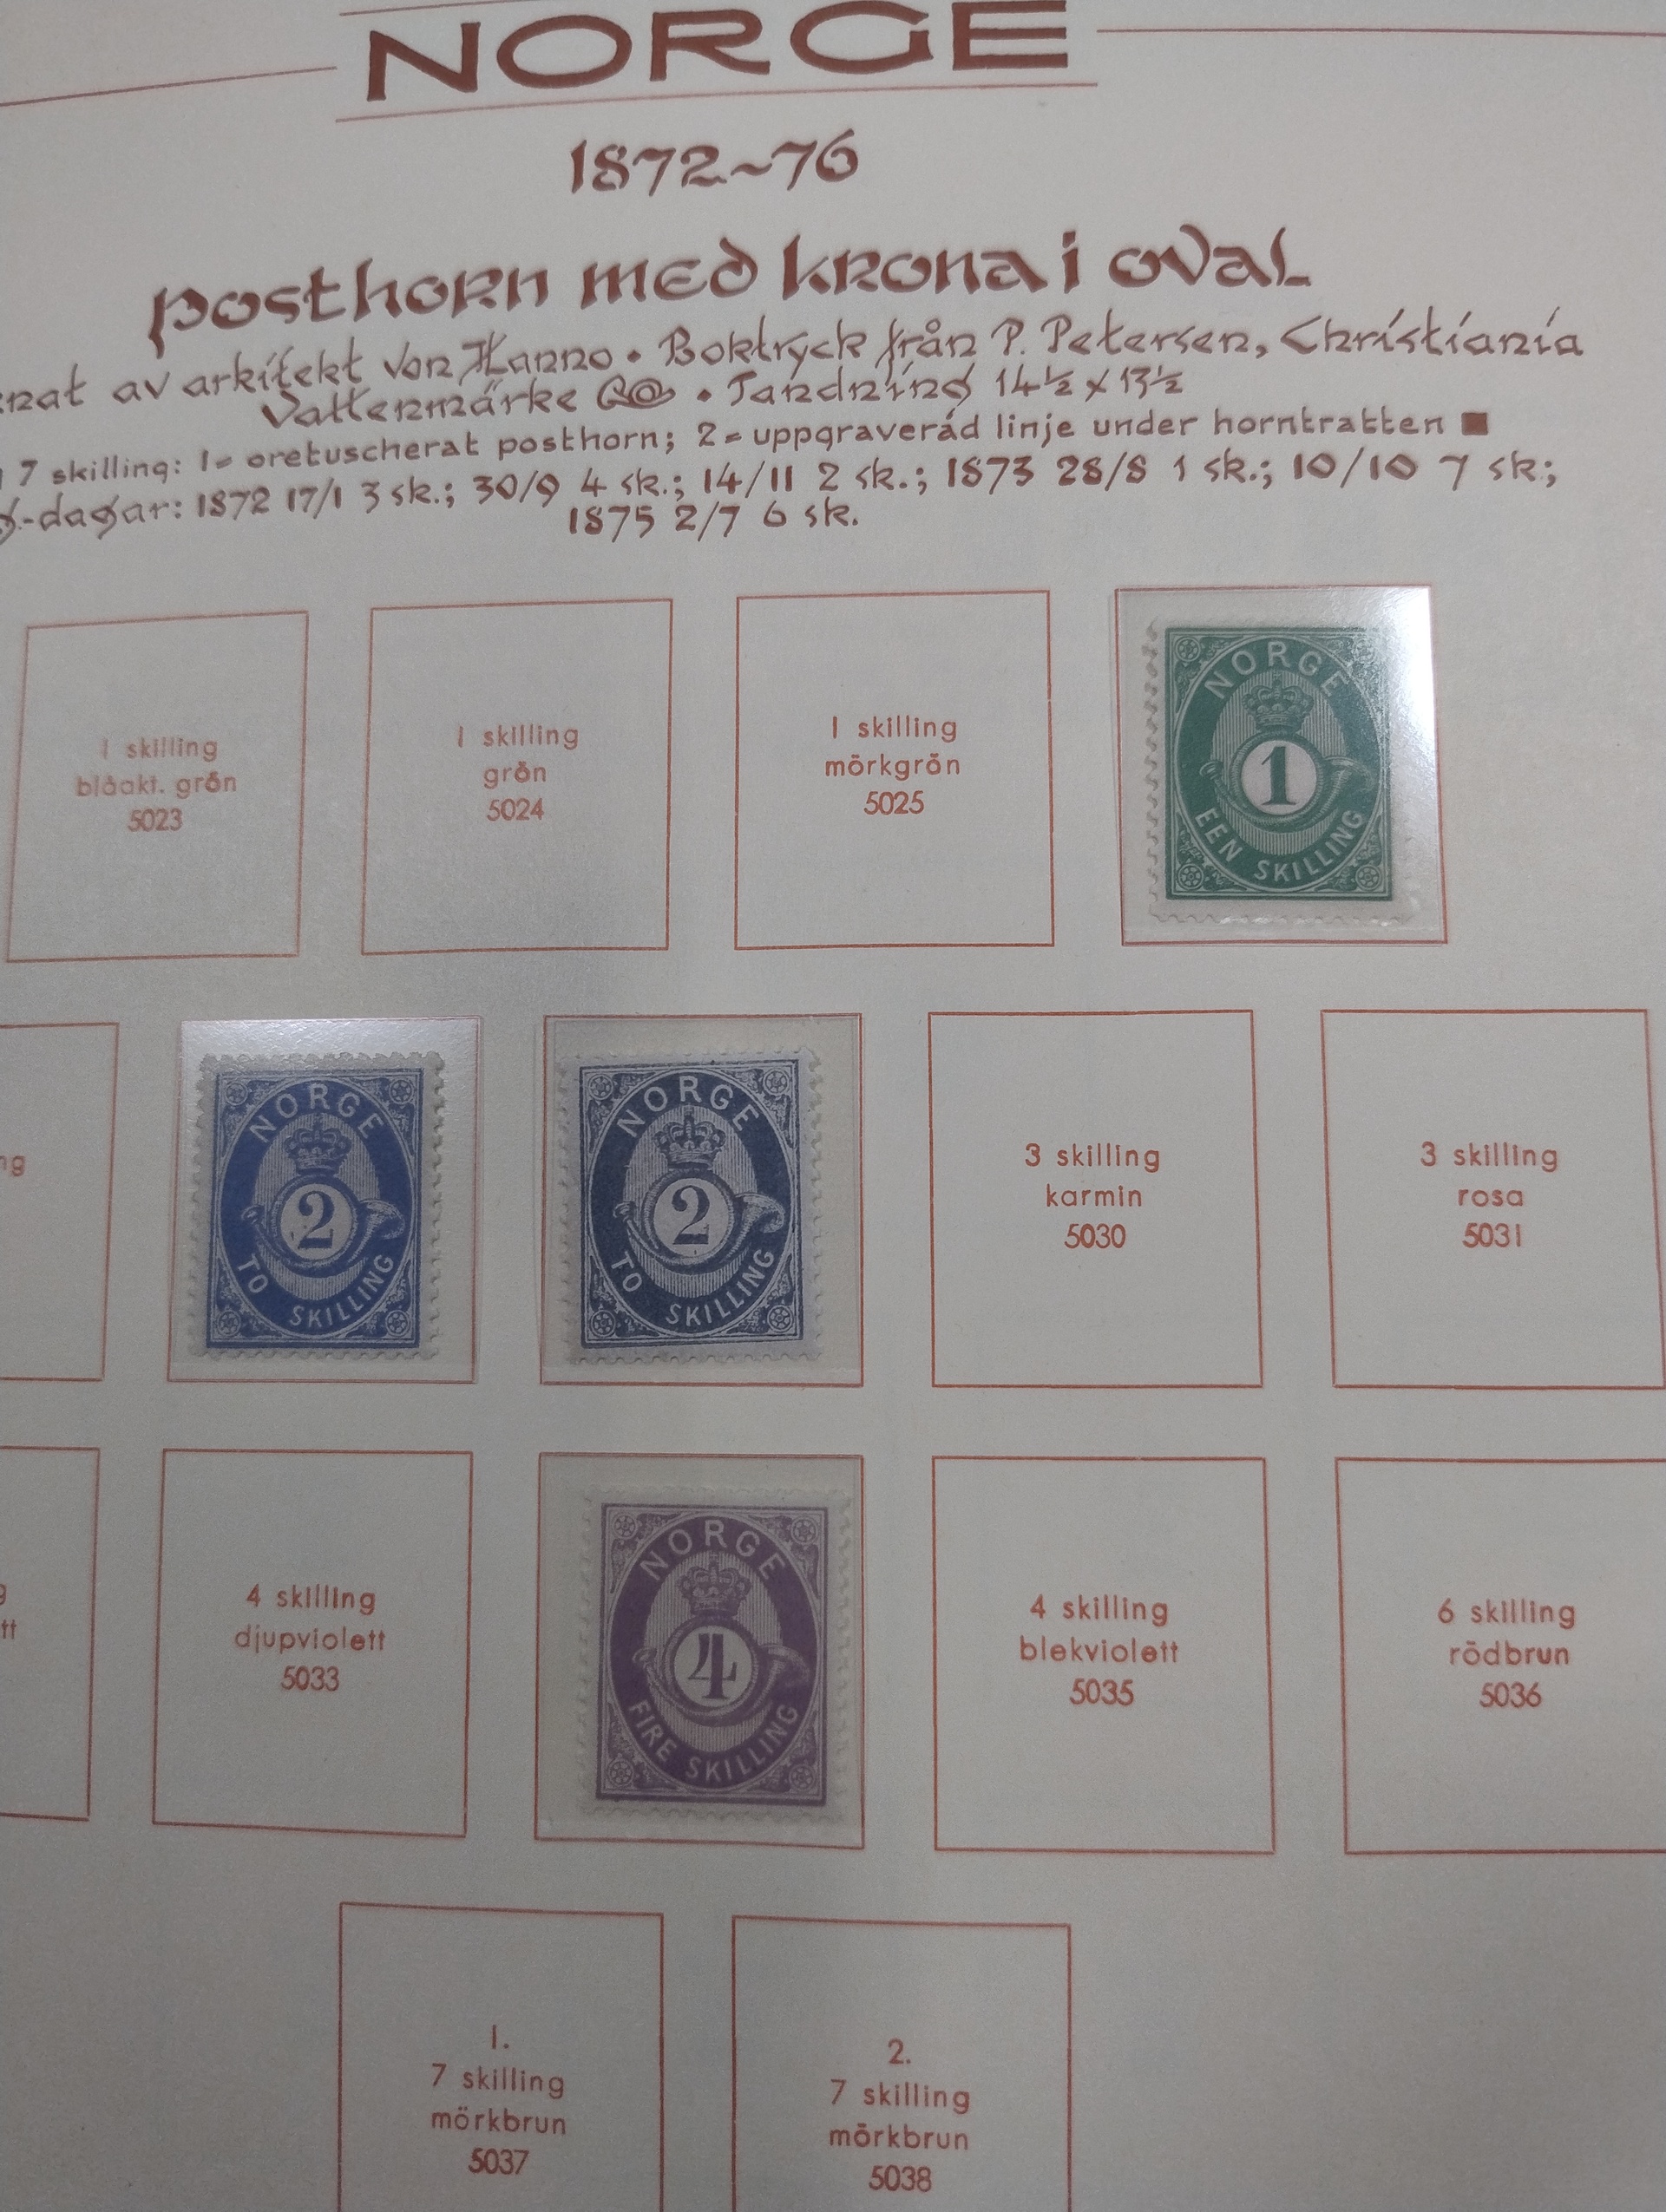 NORGE
1872~76
posthorn med krona i oval
av arkitekt von Hanno • Boktryck från P. Petersen, Christiania
Vattenmärke • Tandning 14½ x 13½
7 skilling: 1= oretuscherat posthorn; 2= uppgraverad linje under horntratten ■
-dagar: 1872 17/1 3 sk.; 30/9 4 sk.; 14/11 2 sk.; 1873 28/8 1 sk.; 10/10 7 sk;
1875 2/7 6 sk.
1 skilling
blåakt. grön
5023
1 skilling
grön
5024
1 skilling
mörkgrön
5025
NORGE
1
EEN SKILLING
NORGE
2
TO SKILLING
NORGE
2
TO SKILLING
3 skilling
karmin
5030
3 skilling
rosa
5031
4 skilling
djupviolett
5033
NORGE
4
FIRE SKILLING
4 skilling
blekviolett
5035
6 skilling
rödbrun
5036
1.
7 skilling
mörkbrun
5037
2.
7 skilling
mörkbrun
5038